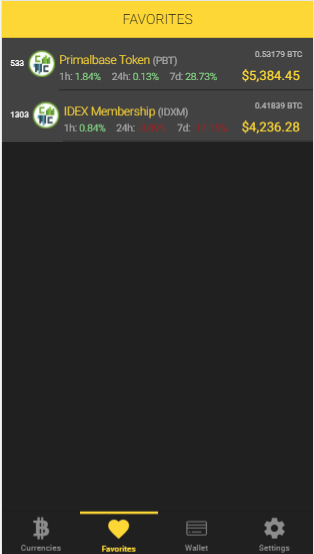 FAVORITES
533 Primalbase Token (PBT) 0.53179 BTC
1h: 1.84% 24h: 0.13% 7d: 28.73% $5,384.45
1303 IDEX Membership (IDXM) 0.41839 BTC
1h: 0.84% 24h: 7d: $4,236.28
Currencies Favorites Wallet Settings